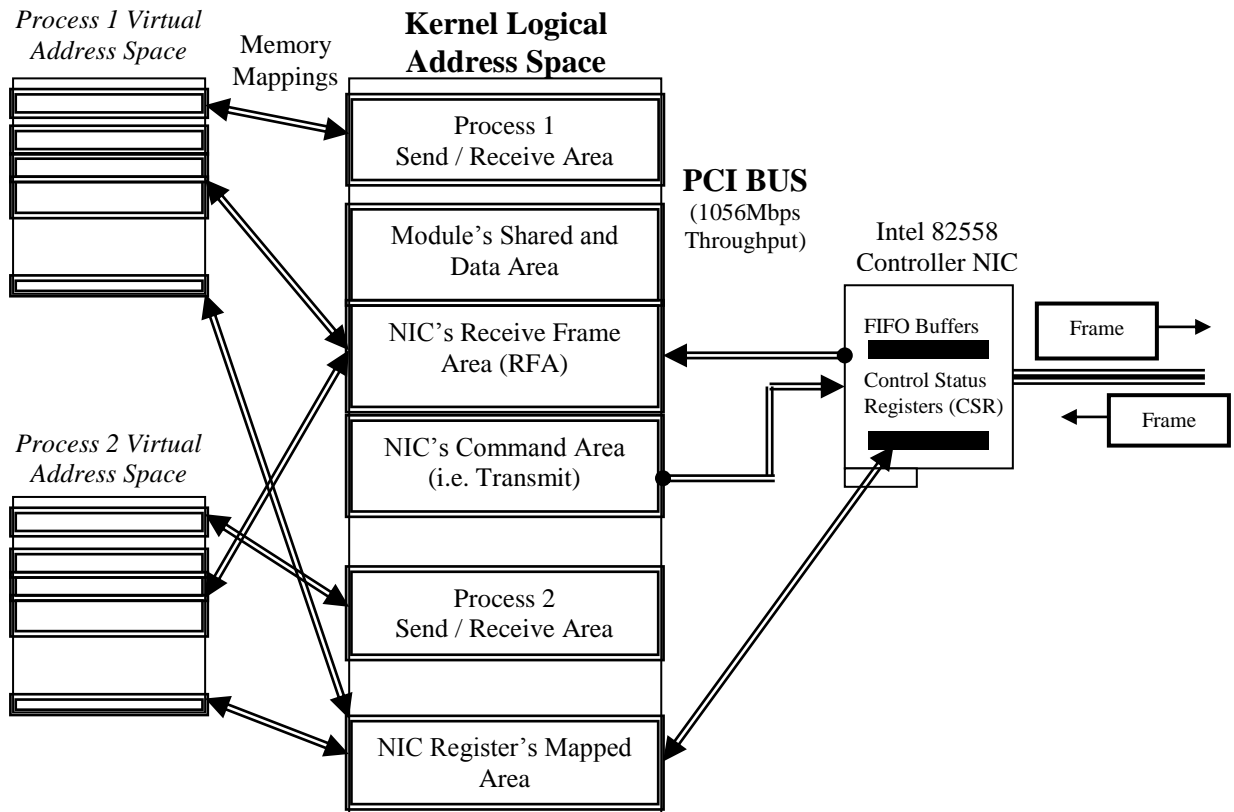 Process 1 Virtual
Address Space
Memory
Mappings
Kernel Logical
Address Space
Process 1
Send / Receive Area
Module's Shared and
Data Area
NIC's Receive Frame
Area (RFA)
NIC's Command Area
(i.e. Transmit)
Process 2
Send / Receive Area
NIC Register's Mapped
Area
Process 2 Virtual
Address Space
PCI BUS
(1056Mbps
Throughput)
Intel 82558
Controller NIC
FIFO Buffers
Control Status
Registers (CSR)
Frame
Frame